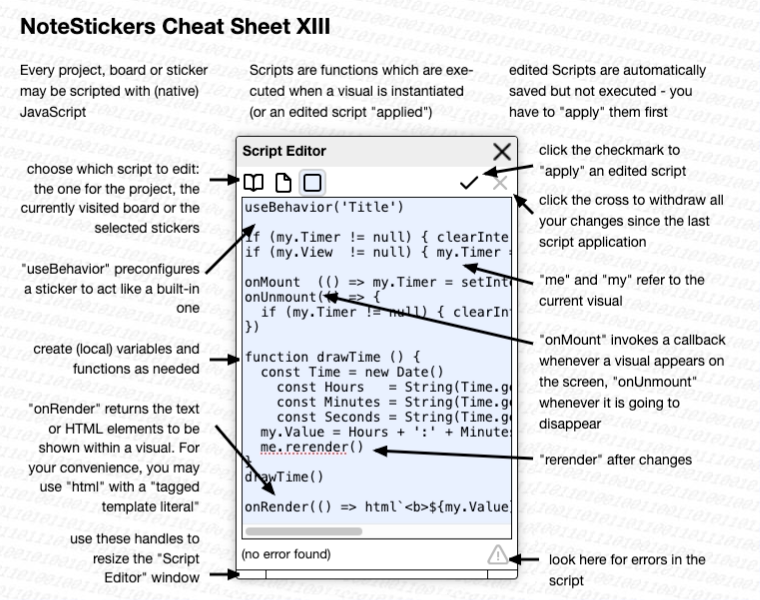 NoteStickers Cheat Sheet XIII
Every project, board or sticker
may be scripted with (native)
JavaScript
Scripts are functions which are exe-
cuted when a visual is instantiated
(or an edited script "applied")
edited Scripts are automatically
saved but not executed - you
have to "apply" them first
choose which script to edit:
the one for the project, the
currently visited board or the
selected stickers
"useBehavior" preconfigures
a sticker to act like a built-in
one
create (local) variables and
functions as needed
"onRender" returns the text
or HTML elements to be
shown within a visual. For
your convenience, you may
use "html" with a "tagged
template literal"
use these handles to
resize the "Script
Editor" window
Script Editor
useBehavior('Title')
if (my.Timer != null) { clearInte
if (my.View  != null) { my.Timer =
onMount  (() => my.Timer = setInt
onUnmount(() => {
  if (my.Timer != null) { clearIn
})
function drawTime () {
  const Time = new Date()
    const Hours   = String(Time.ge
    const Minutes = String(Time.ge
    const Seconds = String(Time.ge
  my.Value = Hours + ':' + Minute
  me.rerender()
}
drawTime()
onRender(() => html`<b>${my.Value}
(no error found)
click the checkmark to
"apply" an edited script
click the cross to withdraw all
your changes since the last
script application
"me" and "my" refer to the
current visual
"onMount" invokes a callback
whenever a visual appears on
the screen, "onUnmount"
whenever it is going to
disappear
"rerender" after changes
look here for errors in the
script